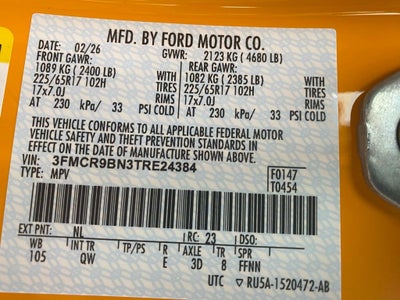 MFD. BY FORD MOTOR CO.
DATE: 02/26 GVWR: 2123 KG ( 4680 LB)
FRONT GAWR: REAR GAWR:
1089 KG ( 2400 LB) WITH 1082 KG ( 2385 LB) WITH
225/65R17 102H TIRES 225/65R17 102H TIRES
17x7.0J RIMS 17x7.0J RIMS
AT 230 kPa/ 33 PSI COLD AT 230 kPa/ 33 PSI COLD
THIS VEHICLE CONFORMS TO ALL APPLICABLE FEDERAL MOTOR
VEHICLE SAFETY AND THEFT PREVENTION STANDARDS IN
EFFECT ON THE DATE OF MANUFACTURE SHOWN ABOVE.
VIN: 3FMCR9BN3TRE24384 F0147
TYPE: MPV T0454
EXT PNT: NL RC: 23 DSO:
WB INT TR TP/PS R AXLE TR SPR
105 QW E 3D 8 FFNN
UTC ▽ RU5A-1520472-AB